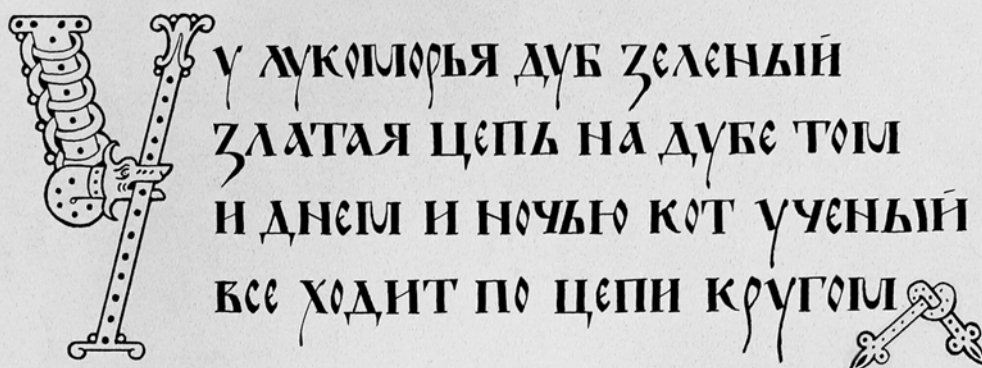 у лукоморья дуб зеленый
златая цепь на дубе том
и днем и ночью кот ученый
все ходит по цепи кругом